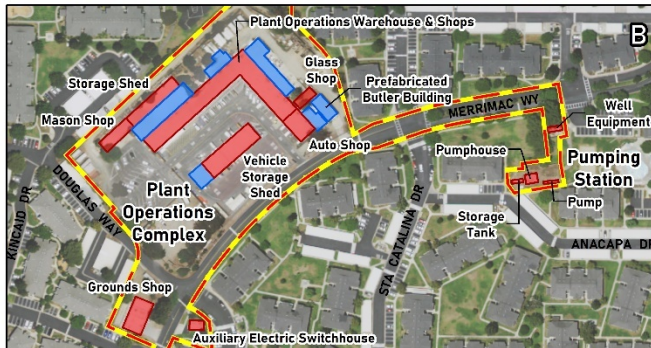 Plant Operations Warehouse & Shops
B
Glass
Shop
Storage Shed
Prefabricated
Butler Building
Mason Shop
MERRIMAC WY
Well
Equipment
Auto Shop
Pumphouse
Vehicle
Storage
Shed
Pumping
Station
KINCAID DR
DOUGLAS WAY
Plant
Operations
Complex
STA CATALINA DR
Storage
Tank
Pump
ANACAPA DR
Grounds Shop
Auxiliary Electric Switchhouse